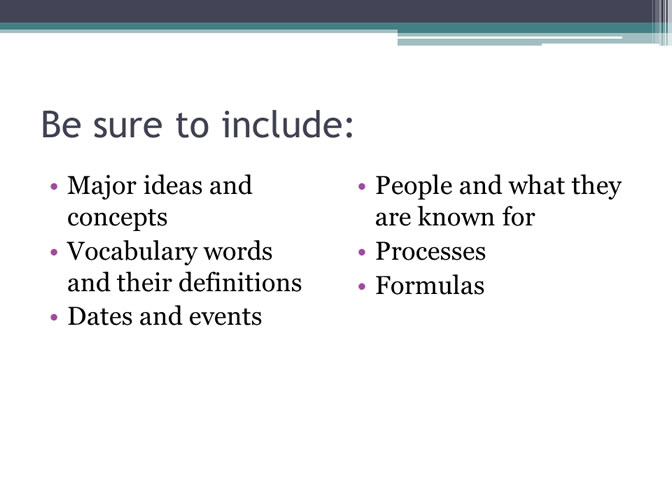 Be sure to include:
• Major ideas and
concepts
• Vocabulary words
and their definitions
• Dates and events
• People and what they
are known for
• Processes
• Formulas